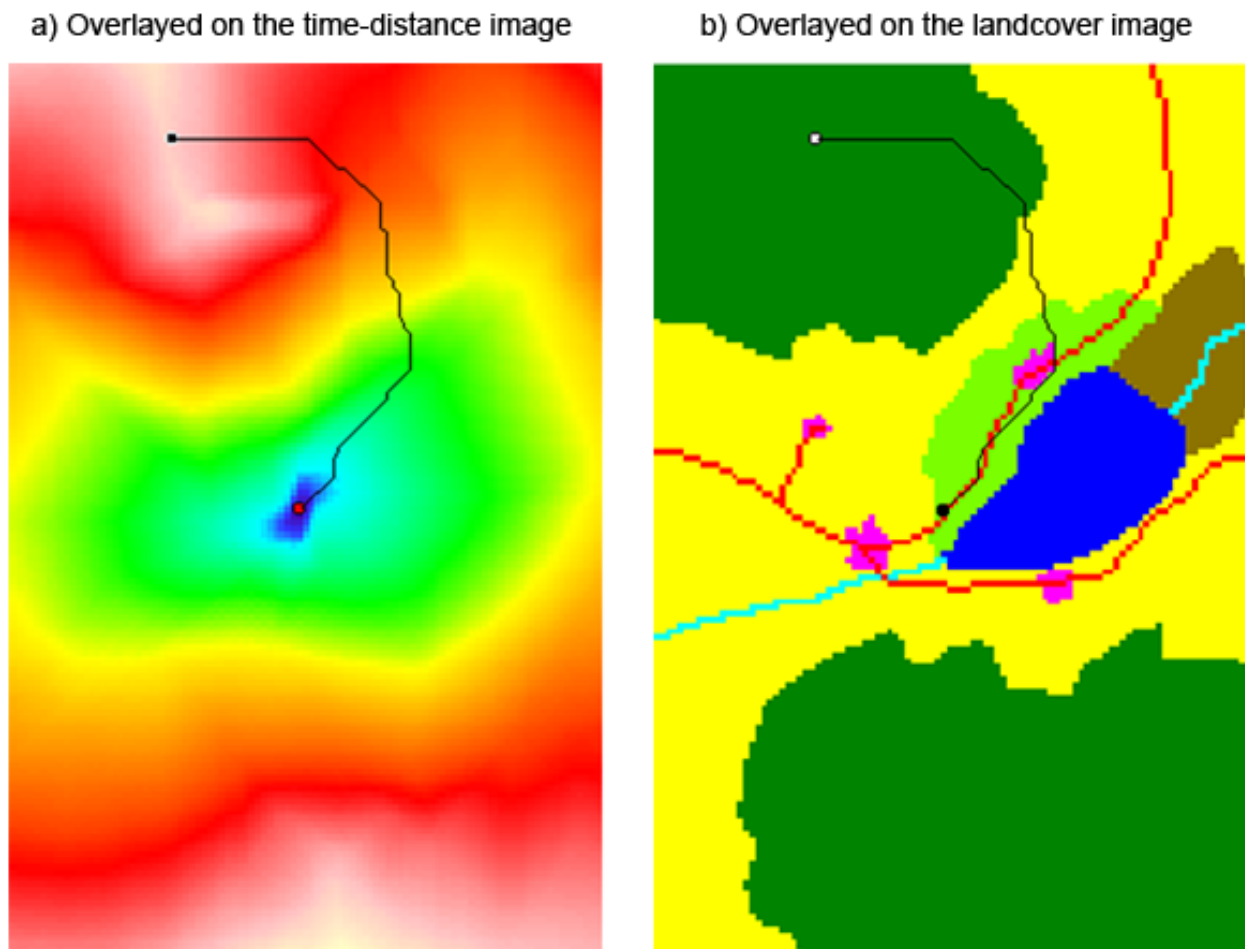 a) Overlayed on the time-distance image
b) Overlayed on the landcover image